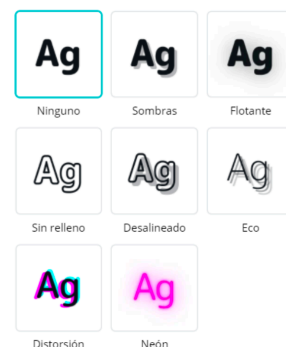 Ag Ag Ag
Ninguno Sombras Flotante
Ag Ag Ag
Sin relleno Desalineado Eco
Ag Ag
Distorsión Neón